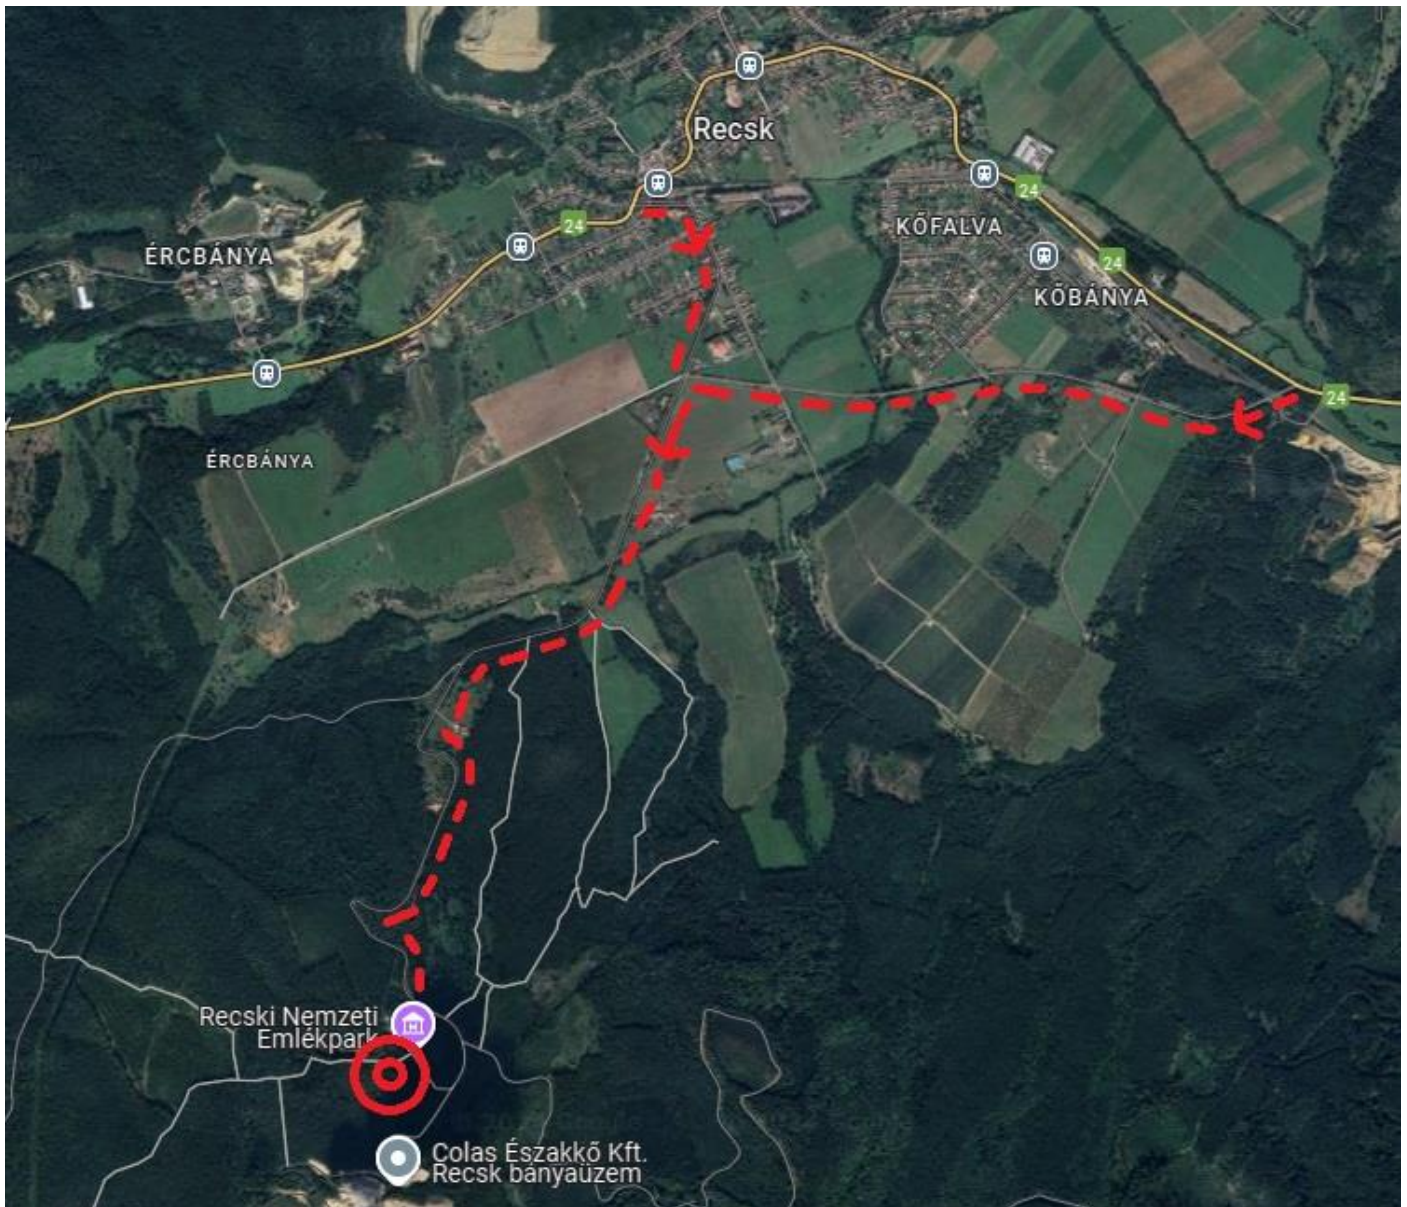 Recsk
24
KŐFALVA
24
ÉRCBÁNYA
24
KŐBÁNYA
24
ÉRCBÁNYA
Recski Nemzeti
Emlékpark
Colas Északkő Kft.
Recsk bányaüzem